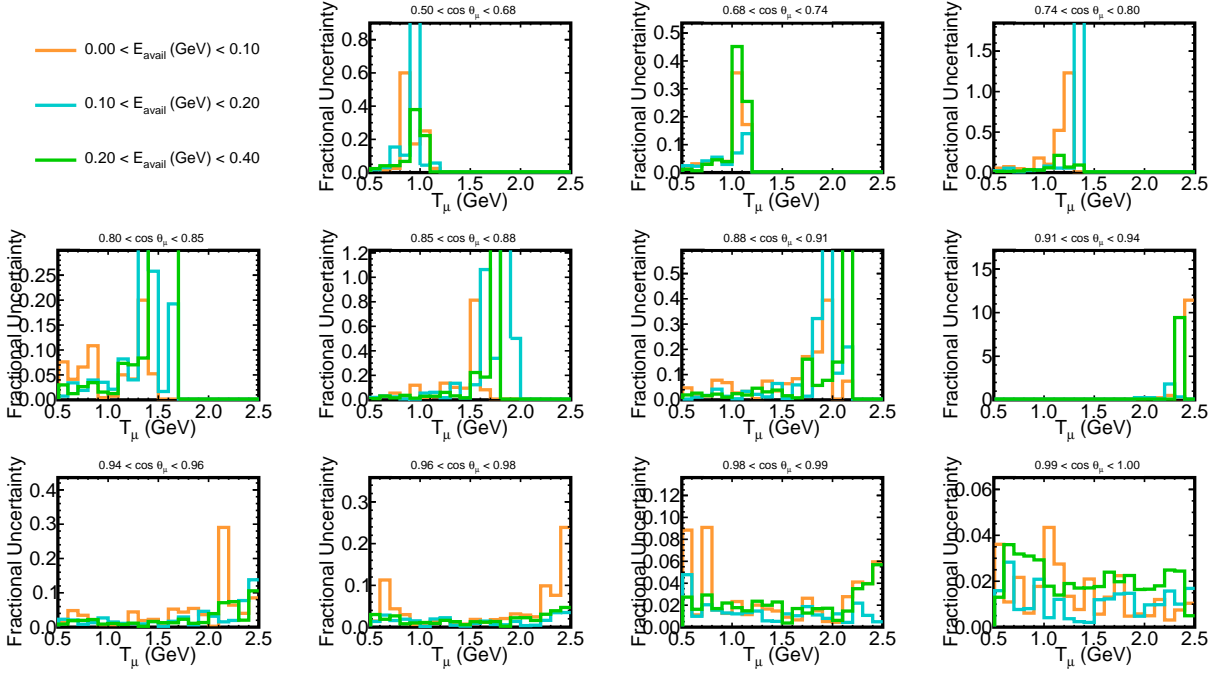 0.00 < E_avail (GeV) < 0.10
0.10 < E_avail (GeV) < 0.20
0.20 < E_avail (GeV) < 0.40
0.50 < cos θ_μ < 0.68
Fractional Uncertainty
0.8
0.6
0.4
0.2
0.0
0.5 1.0 1.5 2.0 2.5
T_μ (GeV)
0.68 < cos θ_μ < 0.74
Fractional Uncertainty
0.5
0.4
0.3
0.2
0.1
0.0
0.5 1.0 1.5 2.0 2.5
T_μ (GeV)
0.74 < cos θ_μ < 0.80
Fractional Uncertainty
1.5
1.0
0.5
0.0
0.5 1.0 1.5 2.0 2.5
T_μ (GeV)
0.80 < cos θ_μ < 0.85
Fractional Uncertainty
0.25
0.20
0.15
0.10
0.05
0.00
0.5 1.0 1.5 2.0 2.5
T_μ (GeV)
0.85 < cos θ_μ < 0.88
Fractional Uncertainty
1.2
1.0
0.8
0.6
0.4
0.2
0.0
0.5 1.0 1.5 2.0 2.5
T_μ (GeV)
0.88 < cos θ_μ < 0.91
Fractional Uncertainty
0.5
0.4
0.3
0.2
0.1
0.0
0.5 1.0 1.5 2.0 2.5
T_μ (GeV)
0.91 < cos θ_μ < 0.94
Fractional Uncertainty
15
10
5
0
0.5 1.0 1.5 2.0 2.5
T_μ (GeV)
0.94 < cos θ_μ < 0.96
Fractional Uncertainty
0.4
0.3
0.2
0.1
0.0
0.5 1.0 1.5 2.0 2.5
T_μ (GeV)
0.96 < cos θ_μ < 0.98
Fractional Uncertainty
0.3
0.2
0.1
0.0
0.5 1.0 1.5 2.0 2.5
T_μ (GeV)
0.98 < cos θ_μ < 0.99
Fractional Uncertainty
0.12
0.10
0.08
0.06
0.04
0.02
0.00
0.5 1.0 1.5 2.0 2.5
T_μ (GeV)
0.99 < cos θ_μ < 1.00
Fractional Uncertainty
0.06
0.04
0.02
0.00
0.5 1.0 1.5 2.0 2.5
T_μ (GeV)